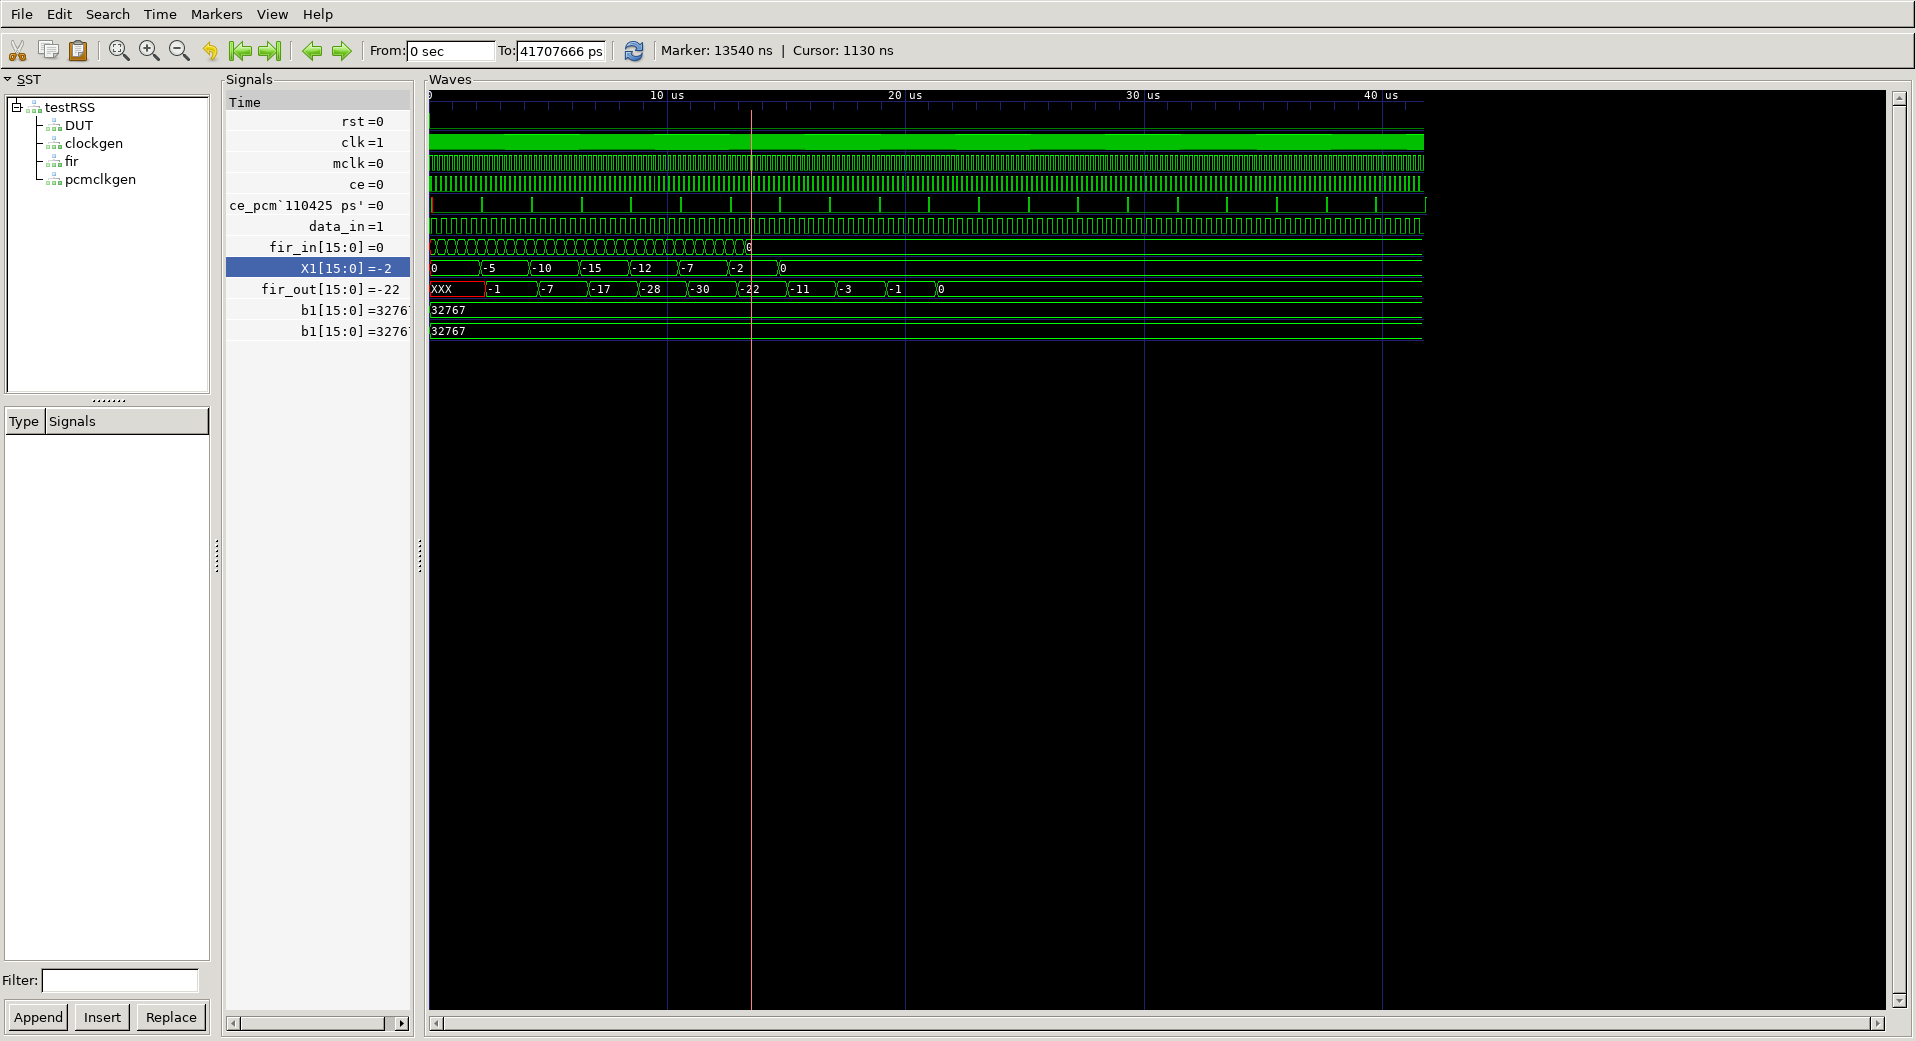 File Edit Search Time Markers View Help
From: 0 sec To: 41707666 ps Marker: 13540 ns | Cursor: 1130 ns
SST
testRSS
DUT
clockgen
fir
pcmclkgen
Type Signals
Filter:
Append Insert Replace
Signals
Time
rst=0
clk=1
mclk=0
ce=0
ce_pcm`110425 ps'=0
data_in=1
fir_in[15:0]=0
X1[15:0]=-2
fir_out[15:0]=-22
b1[15:0]=32767
b1[15:0]=32767
Waves
0 10 us 20 us 30 us 40 us
0
0 -5 -10 -15 -12 -7 -2 0
XXX -1 -7 -17 -28 -30 -22 -11 -3 -1 0
32767
32767